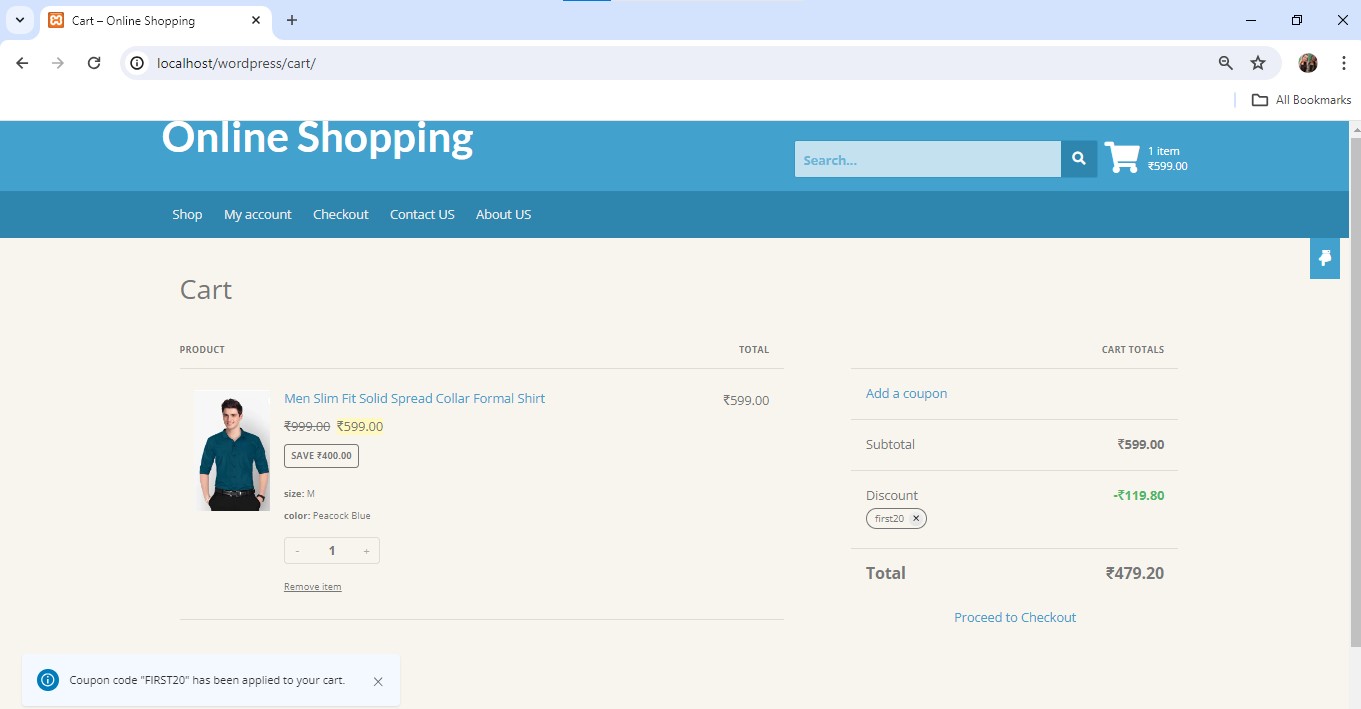 Cart – Online Shopping
localhost/wordpress/cart/
All Bookmarks
Online Shopping
Search...
1 item
₹599.00
Shop My account Checkout Contact US About US
Cart
PRODUCT TOTAL
Men Slim Fit Solid Spread Collar Formal Shirt ₹599.00
₹999.00 ₹599.00
SAVE ₹400.00
size: M
color: Peacock Blue
- 1 +
Remove item
CART TOTALS
Add a coupon
Subtotal ₹599.00
Discount -₹119.80
first20 ×
Total ₹479.20
Proceed to Checkout
Coupon code "FIRST20" has been applied to your cart.